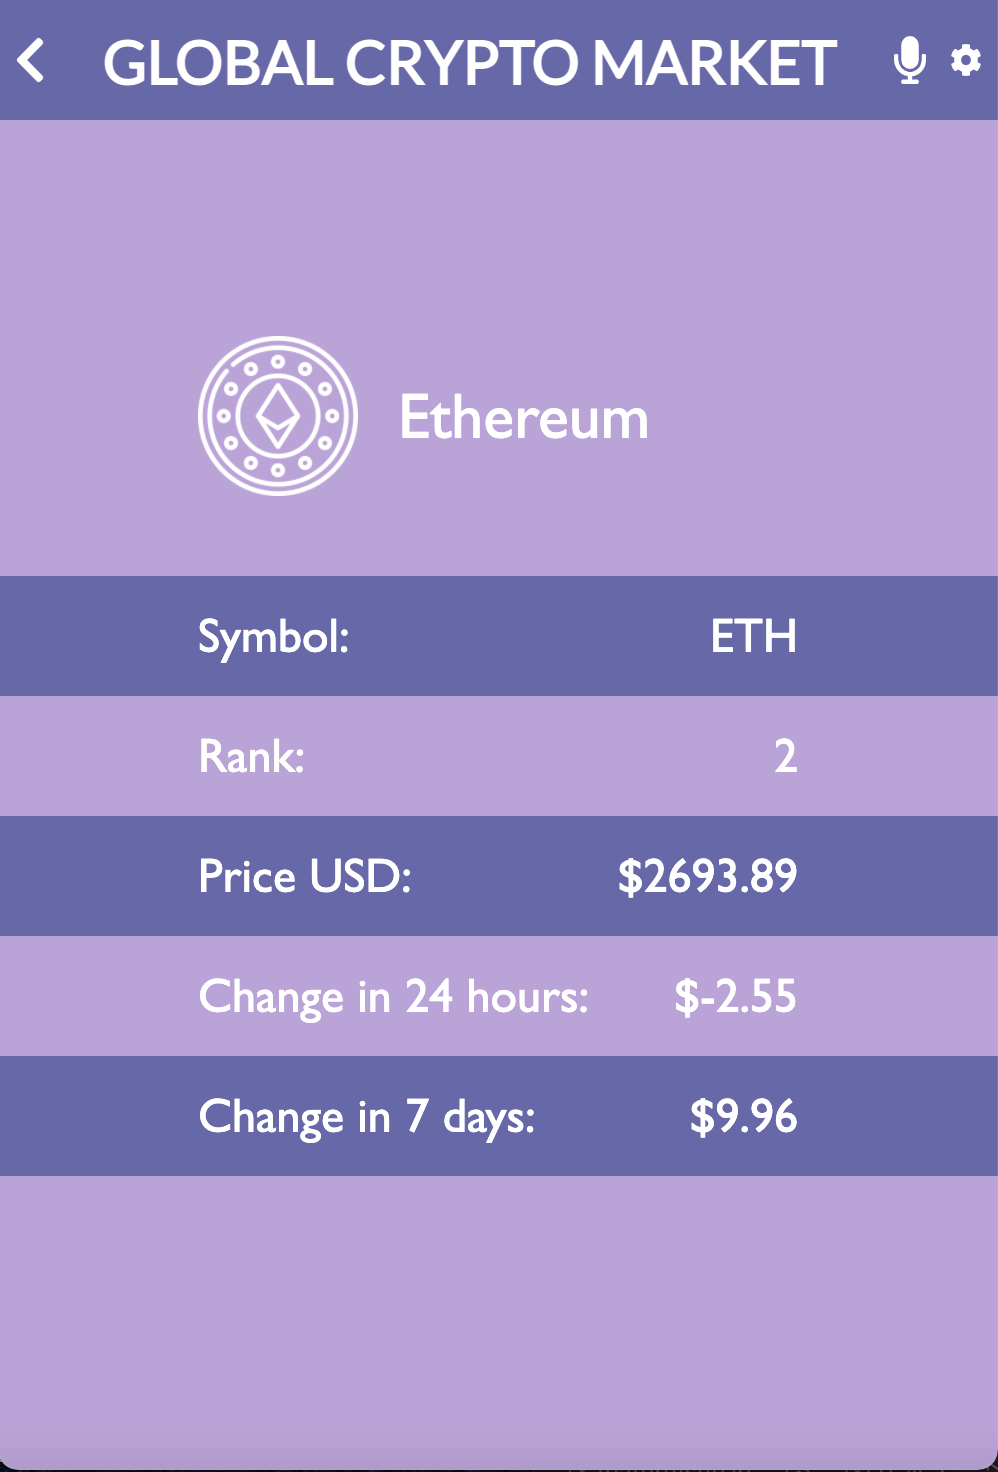 GLOBAL CRYPTO MARKET
Ethereum
Symbol: ETH
Rank: 2
Price USD: $2693.89
Change in 24 hours: $-2.55
Change in 7 days: $9.96